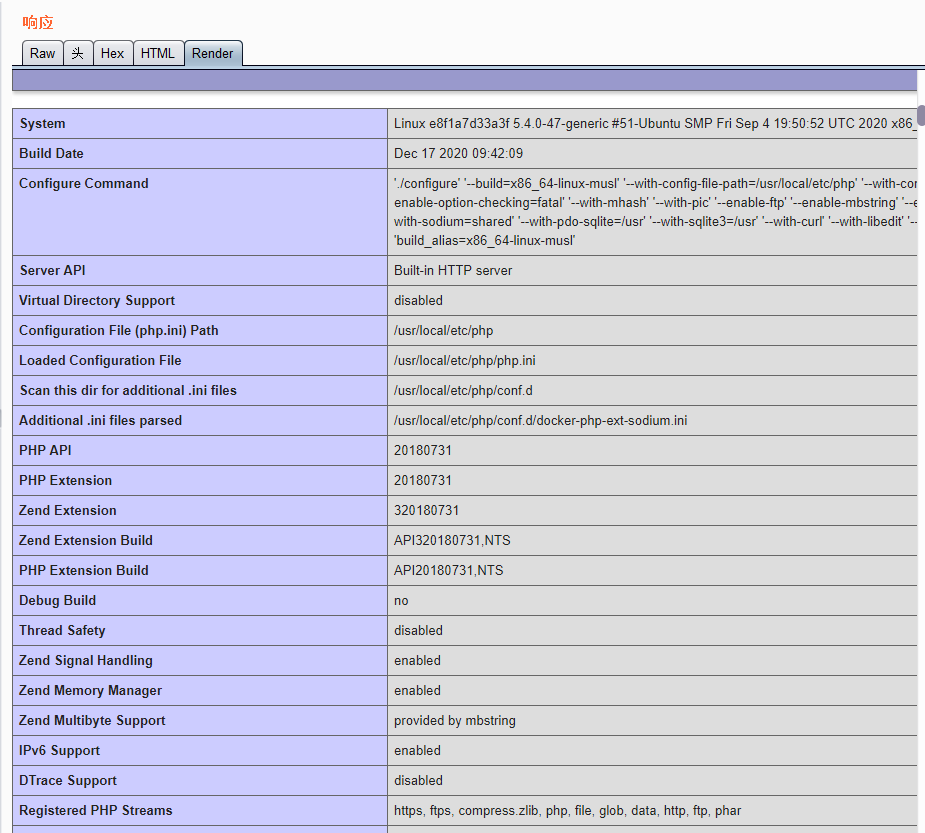 响应
Raw 头 Hex HTML Render
System Linux e8f1a7d33a3f 5.4.0-47-generic #51-Ubuntu SMP Fri Sep 4 19:50:52 UTC 2020 x86_
Build Date Dec 17 2020 09:42:09
Configure Command './configure' '--build=x86_64-linux-musl' '--with-config-file-path=/usr/local/etc/php' '--with-con
enable-option-checking=fatal' '--with-mhash' '--with-pic' '--enable-ftp' '--enable-mbstring' '--e
with-sodium=shared' '--with-pdo-sqlite=/usr' '--with-sqlite3=/usr' '--with-curl' '--with-libedit' '--
'build_alias=x86_64-linux-musl'
Server API Built-in HTTP server
Virtual Directory Support disabled
Configuration File (php.ini) Path /usr/local/etc/php
Loaded Configuration File /usr/local/etc/php/php.ini
Scan this dir for additional .ini files /usr/local/etc/php/conf.d
Additional .ini files parsed /usr/local/etc/php/conf.d/docker-php-ext-sodium.ini
PHP API 20180731
PHP Extension 20180731
Zend Extension 320180731
Zend Extension Build API320180731,NTS
PHP Extension Build API20180731,NTS
Debug Build no
Thread Safety disabled
Zend Signal Handling enabled
Zend Memory Manager enabled
Zend Multibyte Support provided by mbstring
IPv6 Support enabled
DTrace Support disabled
Registered PHP Streams https, ftps, compress.zlib, php, file, glob, data, http, ftp, phar